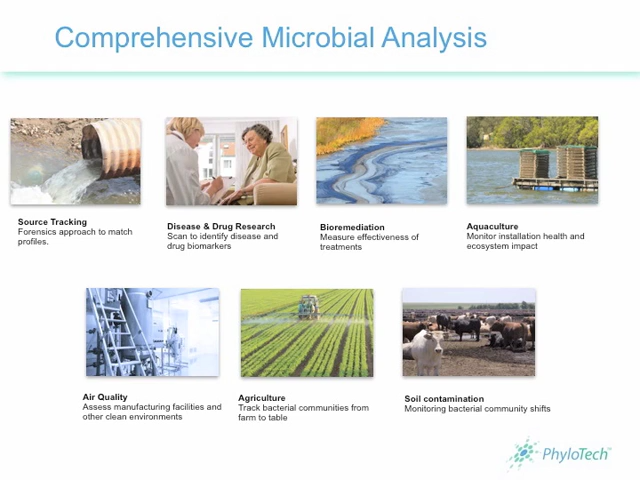 Comprehensive Microbial Analysis
Source Tracking
Forensics approach to match
profiles.
Disease & Drug Research
Scan to identify disease and
drug biomarkers
Bioremediation
Measure effectiveness of
treatments
Aquaculture
Monitor installation health and
ecosystem impact
Air Quality
Assess manufacturing facilities and
other clean environments
Agriculture
Track bacterial communities from
farm to table
Soil contamination
Monitoring bacterial community shifts
PhyloTech™